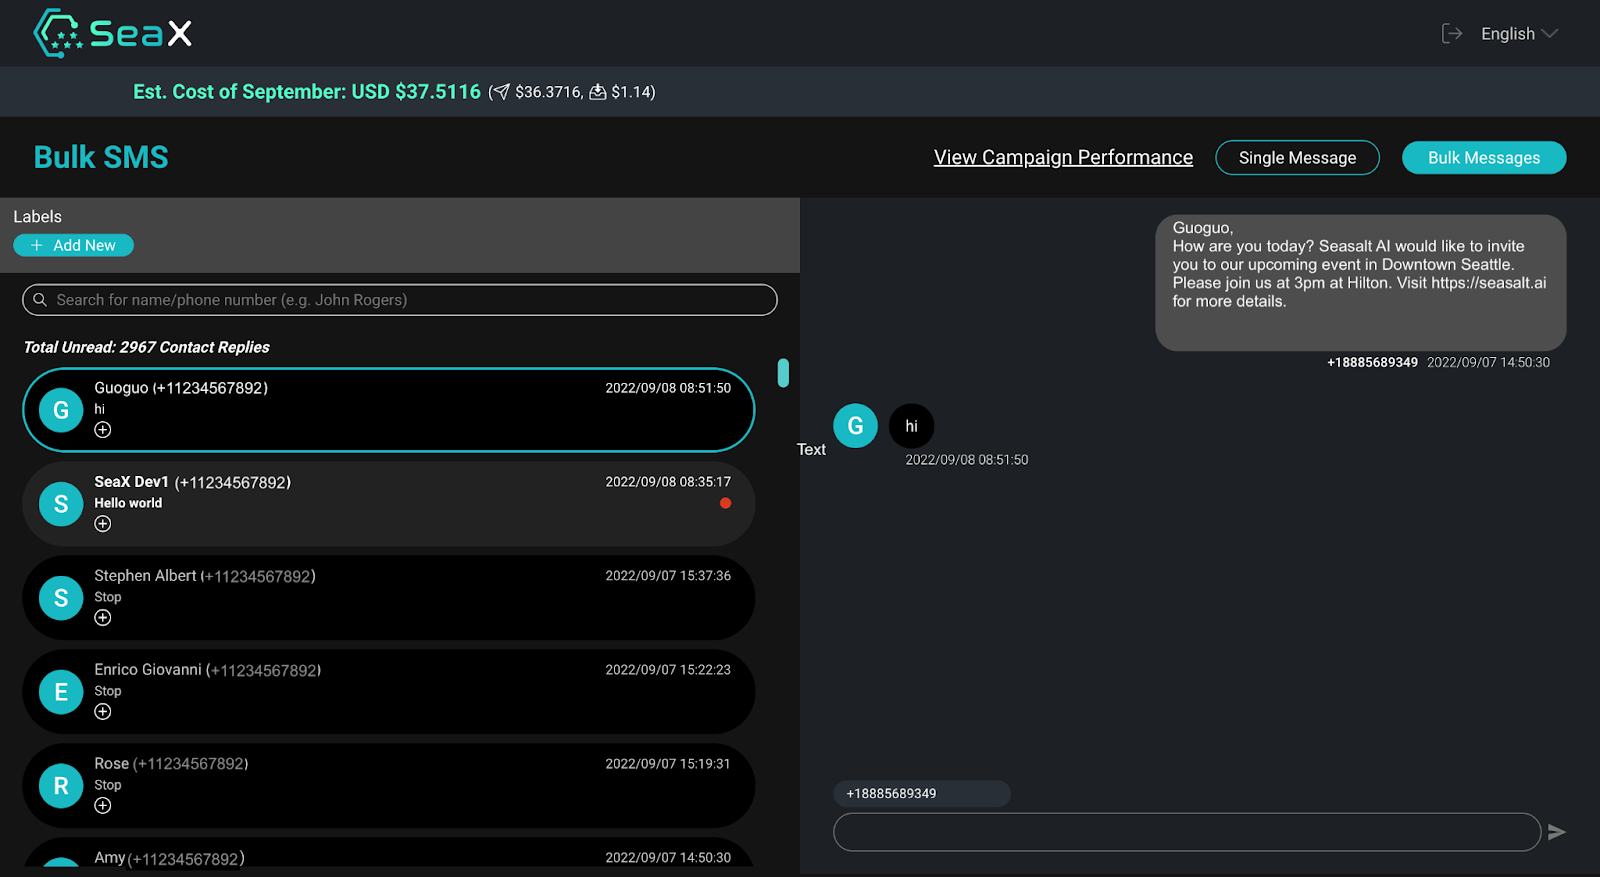 SeaX
English
Est. Cost of September: USD $37.5116 ($36.3716, $1.14)
Bulk SMS
View Campaign Performance
Single Message
Bulk Messages
Labels
+ Add New
Search for name/phone number (e.g. John Rogers)
Total Unread: 2967 Contact Replies
G
Guoguo (+11234567892)
2022/09/08 08:51:50
hi
S
SeaX Dev1 (+11234567892)
2022/09/08 08:35:17
Hello world
S
Stephen Albert (+11234567892)
2022/09/07 15:37:36
Stop
E
Enrico Giovanni (+11234567892)
2022/09/07 15:22:23
Stop
R
Rose (+11234567892)
2022/09/07 15:19:31
Stop
Amy (+11234567892)
2022/09/07 14:50:30
Guoguo,
How are you today? Seasalt AI would like to invite
you to our upcoming event in Downtown Seattle.
Please join us at 3pm at Hilton. Visit https://seasalt.ai
for more details.
+18885689349 2022/09/07 14:50:30
G
hi
Text
2022/09/08 08:51:50
+18885689349